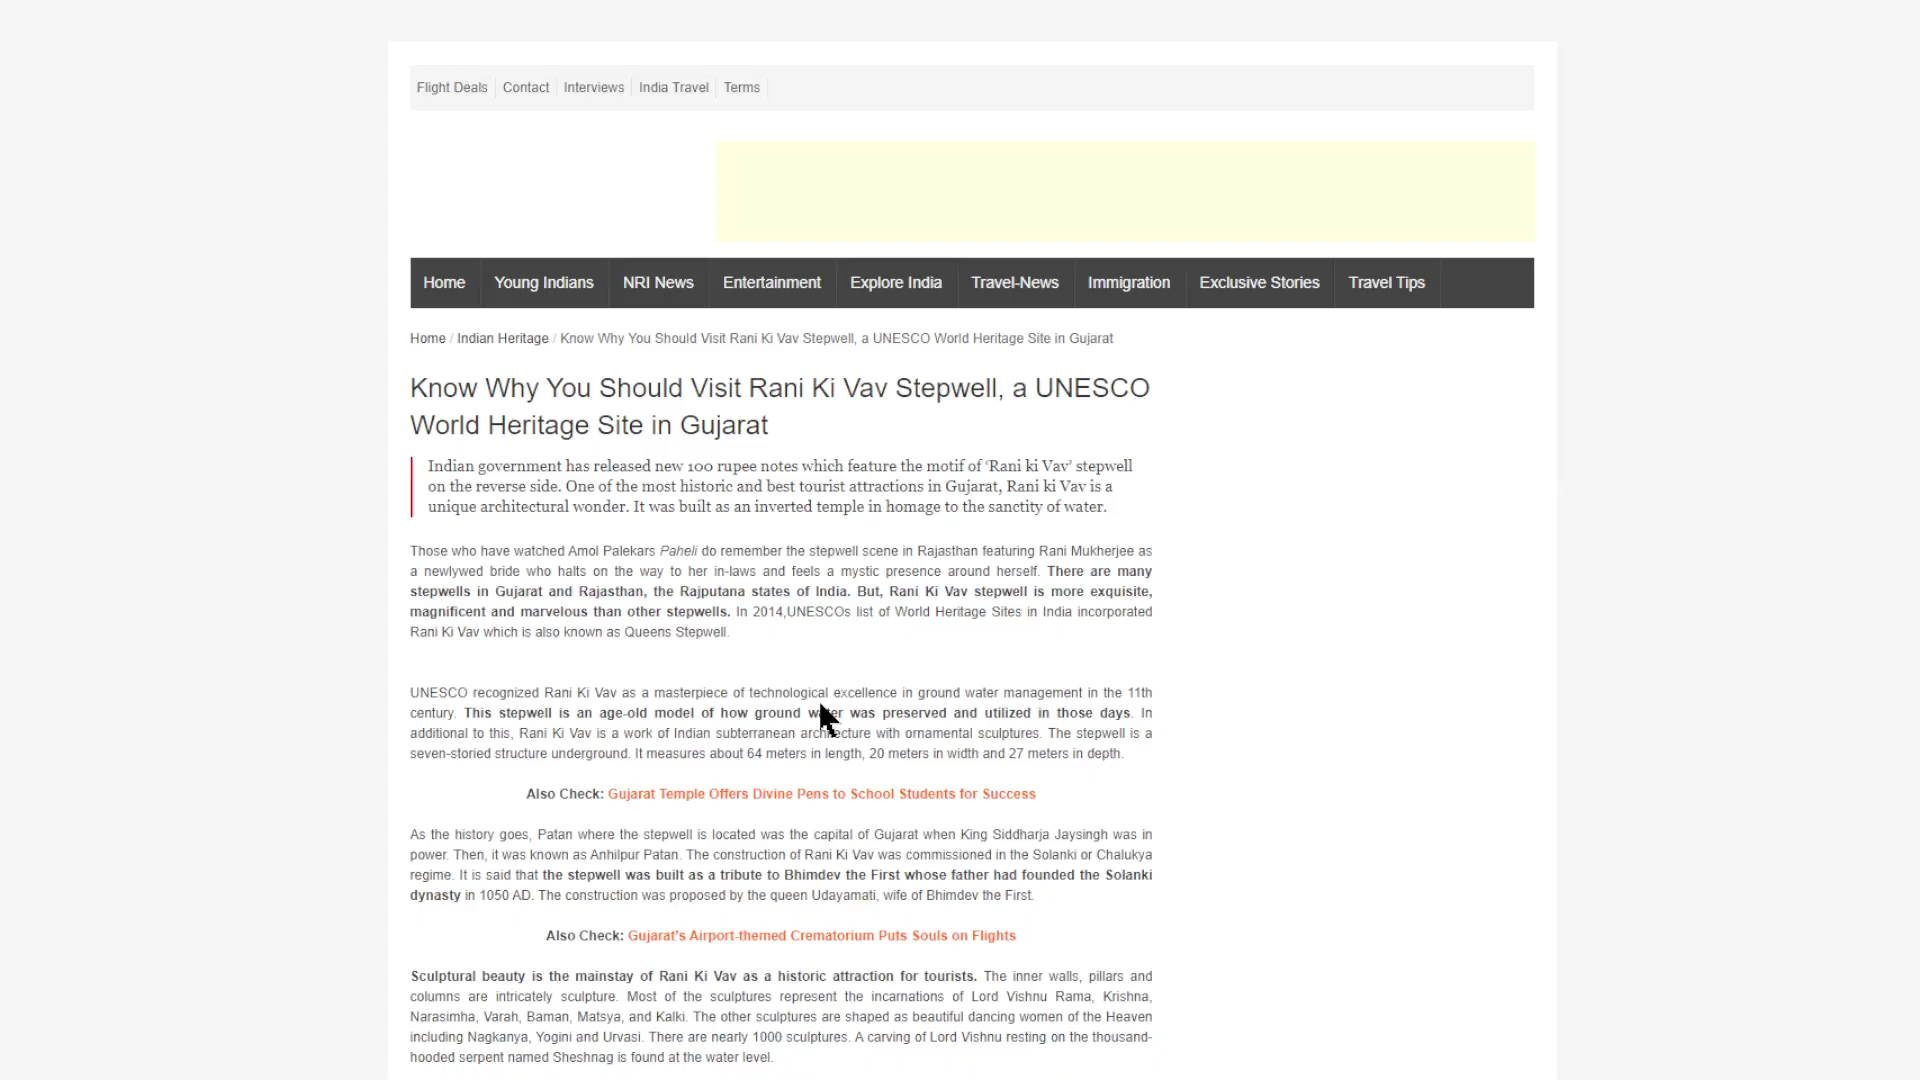 Flight Deals Contact Interviews India Travel Terms
Home Young Indians NRI News Entertainment Explore India Travel-News Immigration Exclusive Stories Travel Tips
Home / Indian Heritage / Know Why You Should Visit Rani Ki Vav Stepwell, a UNESCO World Heritage Site in Gujarat
Know Why You Should Visit Rani Ki Vav Stepwell, a UNESCO
World Heritage Site in Gujarat
Indian government has released new 100 rupee notes which feature the motif of ‘Rani ki Vav’ stepwell
on the reverse side. One of the most historic and best tourist attractions in Gujarat, Rani ki Vav is a
unique architectural wonder. It was built as an inverted temple in homage to the sanctity of water.
Those who have watched Amol Palekars Paheli do remember the stepwell scene in Rajasthan featuring Rani Mukherjee as
a newlywed bride who halts on the way to her in-laws and feels a mystic presence around herself. There are many
stepwells in Gujarat and Rajasthan, the Rajputana states of India. But, Rani Ki Vav stepwell is more exquisite,
magnificent and marvelous than other stepwells. In 2014,UNESCOs list of World Heritage Sites in India incorporated
Rani Ki Vav which is also known as Queens Stepwell.
UNESCO recognized Rani Ki Vav as a masterpiece of technological excellence in ground water management in the 11th
century. This stepwell is an age-old model of how ground water was preserved and utilized in those days. In
additional to this, Rani Ki Vav is a work of Indian subterranean architecture with ornamental sculptures. The stepwell is a
seven-storied structure underground. It measures about 64 meters in length, 20 meters in width and 27 meters in depth.
Also Check: Gujarat Temple Offers Divine Pens to School Students for Success
As the history goes, Patan where the stepwell is located was the capital of Gujarat when King Siddharja Jaysingh was in
power. Then, it was known as Anhilpur Patan. The construction of Rani Ki Vav was commissioned in the Solanki or Chalukya
regime. It is said that the stepwell was built as a tribute to Bhimdev the First whose father had founded the Solanki
dynasty in 1050 AD. The construction was proposed by the queen Udayamati, wife of Bhimdev the First.
Also Check: Gujarat's Airport-themed Crematorium Puts Souls on Flights
Sculptural beauty is the mainstay of Rani Ki Vav as a historic attraction for tourists. The inner walls, pillars and
columns are intricately sculpture. Most of the sculptures represent the incarnations of Lord Vishnu Rama, Krishna,
Narasimha, Varah, Baman, Matsya, and Kalki. The other sculptures are shaped as beautiful dancing women of the Heaven
including Nagkanya, Yogini and Urvasi. There are nearly 1000 sculptures. A carving of Lord Vishnu resting on the thousand-
hooded serpent named Sheshnag is found at the water level.